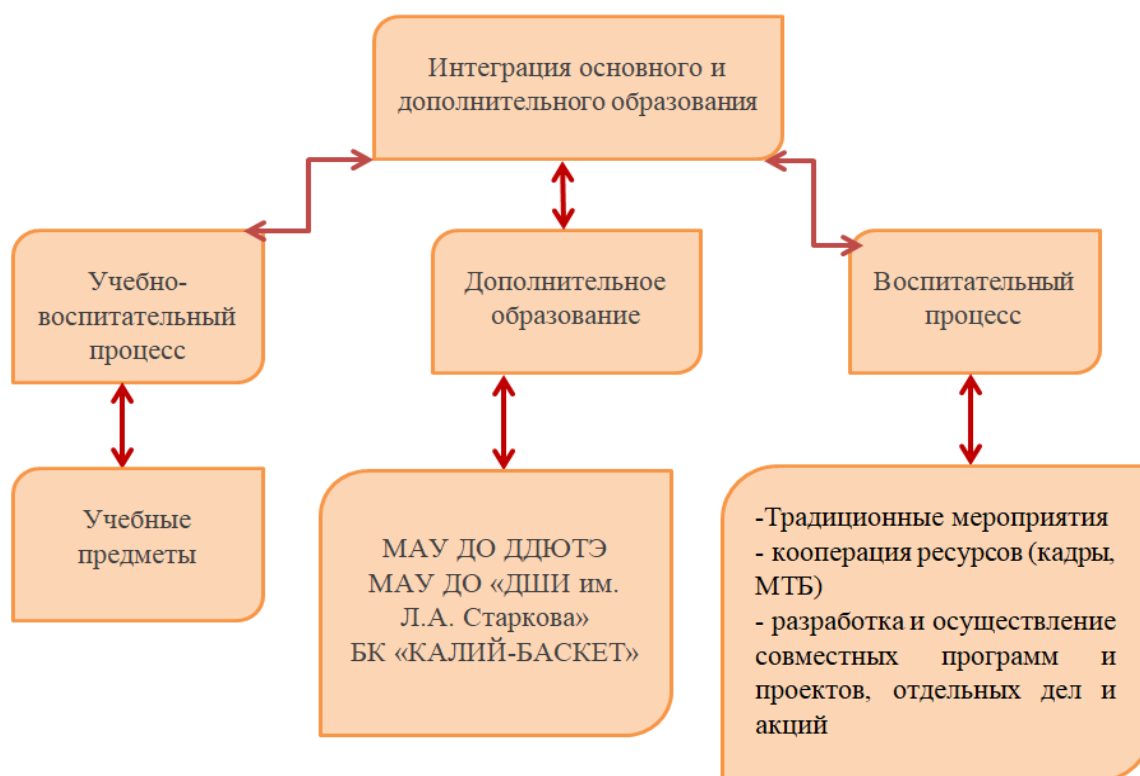 Интеграция основного и
дополнительного образования
Учебно-
воспитательный
процесс
Дополнительное
образование
Воспитательный
процесс
Учебные
предметы
МАУ ДО ДДЮТЭ
МАУ ДО «ДШИ им.
Л.А. Старкова»
БК «КАЛИЙ-БАСКЕТ»
-Традиционные мероприятия
- кооперация ресурсов (кадры,
МТБ)
- разработка и осуществление
совместных программ и
проектов, отдельных дел и
акций